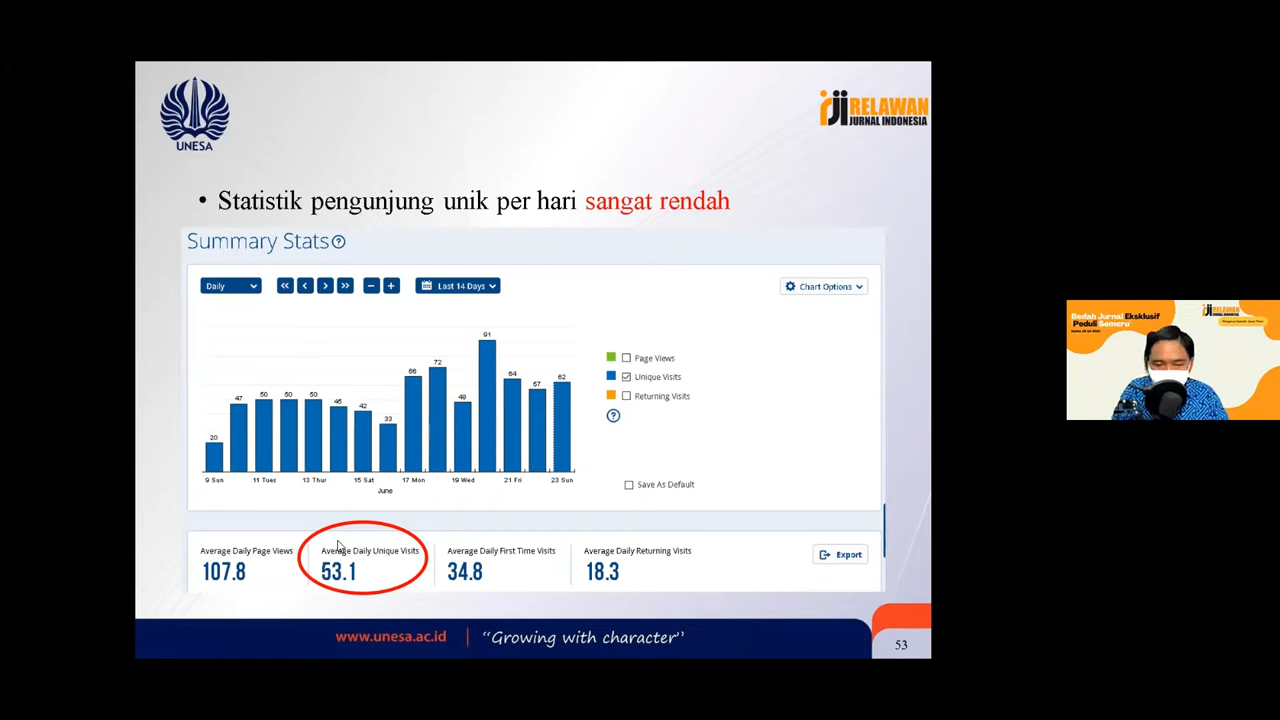 UNESA
RELAWAN
JURNAL INDONESIA
• Statistik pengunjung unik per hari sangat rendah
Summary Stats
Daily
Last 14 Days
Chart Options
20 47 50 50 50 45 42 33 66 72 48 91 64 57 62
9 Sun 11 Tues 13 Thur 15 Sat 17 Mon 19 Wed 21 Fri 23 Sun
June
Page Views
Unique Visits
Returning Visits
Save As Default
Average Daily Page Views
107.8
Average Daily Unique Visits
53.1
Average Daily First Time Visits
34.8
Average Daily Returning Visits
18.3
Export
www.unesa.ac.id
“Growing with character”
53
Bedah Jurnal Eksklusif
Peduli Semeru
RELAWAN
JURNAL INDONESIA